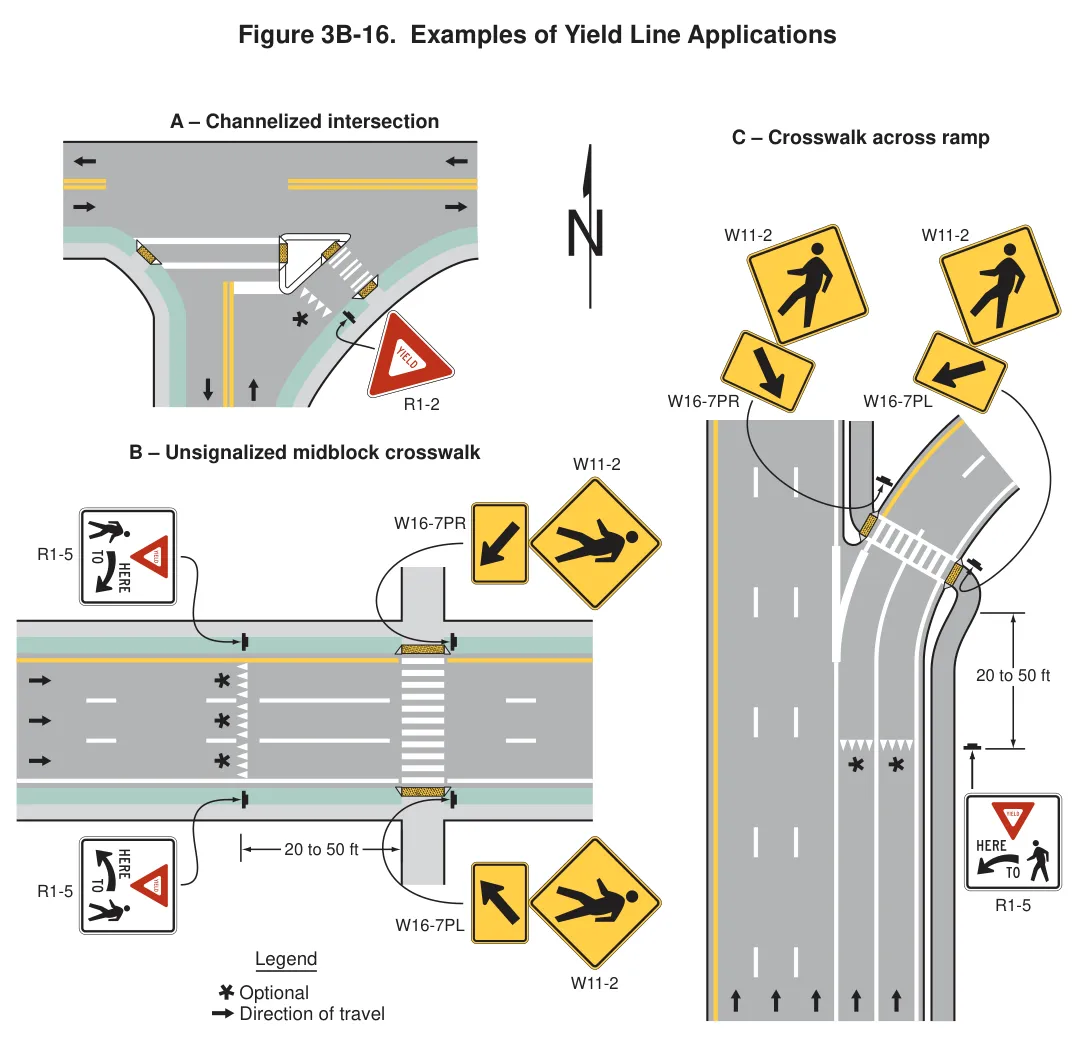 Figure 3B-16. Examples of Yield Line Applications
A – Channelized intersection
YIELD
R1-2
N
B – Unsignalized midblock crosswalk
R1-5
YIELD
HERE
TO
W16-7PR
W11-2
20 to 50 ft
R1-5
YIELD
HERE
TO
W16-7PL
W11-2
Legend
* Optional
Direction of travel
C – Crosswalk across ramp
W11-2
W11-2
W16-7PR
W16-7PL
20 to 50 ft
YIELD
HERE
TO
R1-5